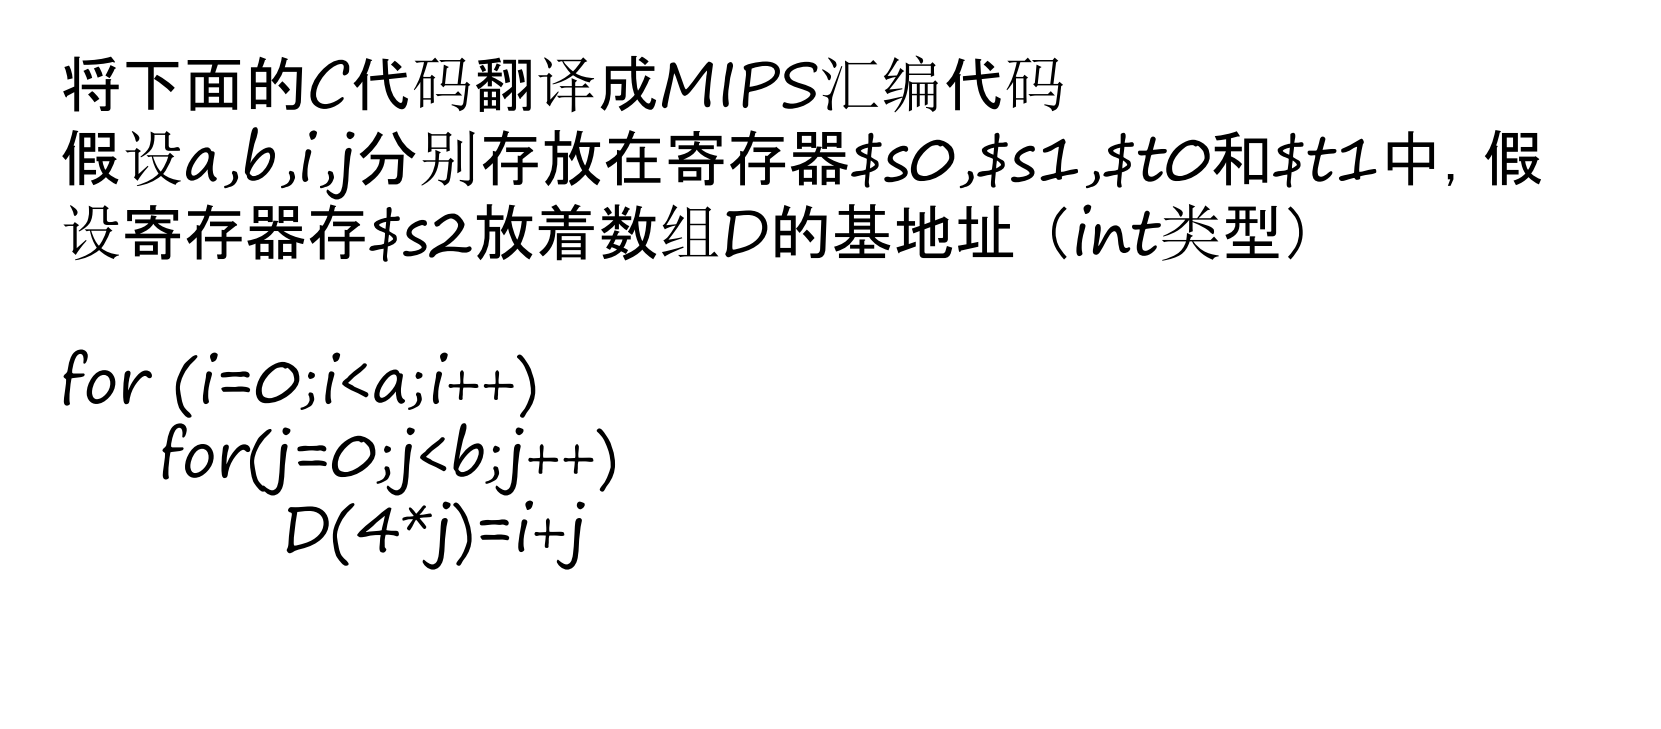 将下面的C代码翻译成MIPS汇编代码
假设a,b,i,j分别存放在寄存器$s0,$s1,$t0和$t1中，假
设寄存器存$s2放着数组D的基地址（int类型）
for (i=0;i<a;i++)
for(j=0;j<b;j++)
D(4*j)=i+j